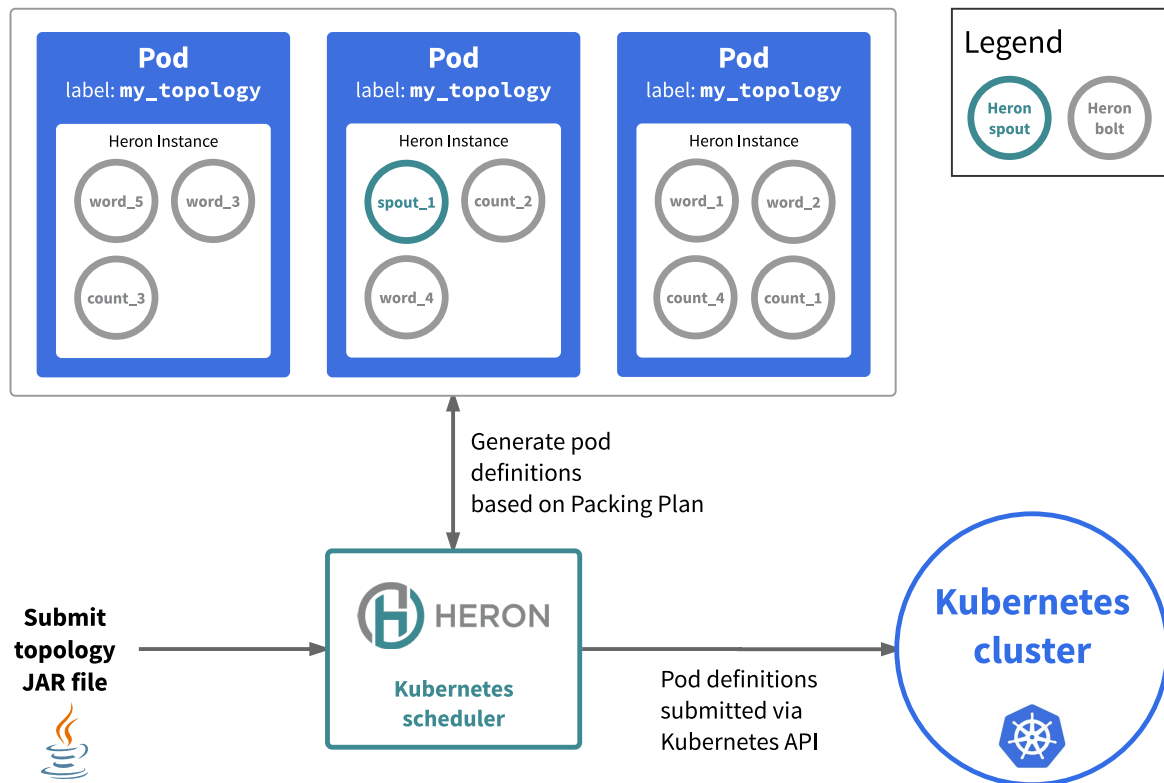 Pod
label: my_topology
Heron Instance
word_5
word_3
count_3
Pod
label: my_topology
Heron Instance
spout_1
count_2
word_4
Pod
label: my_topology
Heron Instance
word_1
word_2
count_4
count_1
Legend
Heron
spout
Heron
bolt
Generate pod
definitions
based on Packing Plan
Submit
topology
JAR file
HERON
Kubernetes
scheduler
Pod definitions
submitted via
Kubernetes API
Kubernetes
cluster